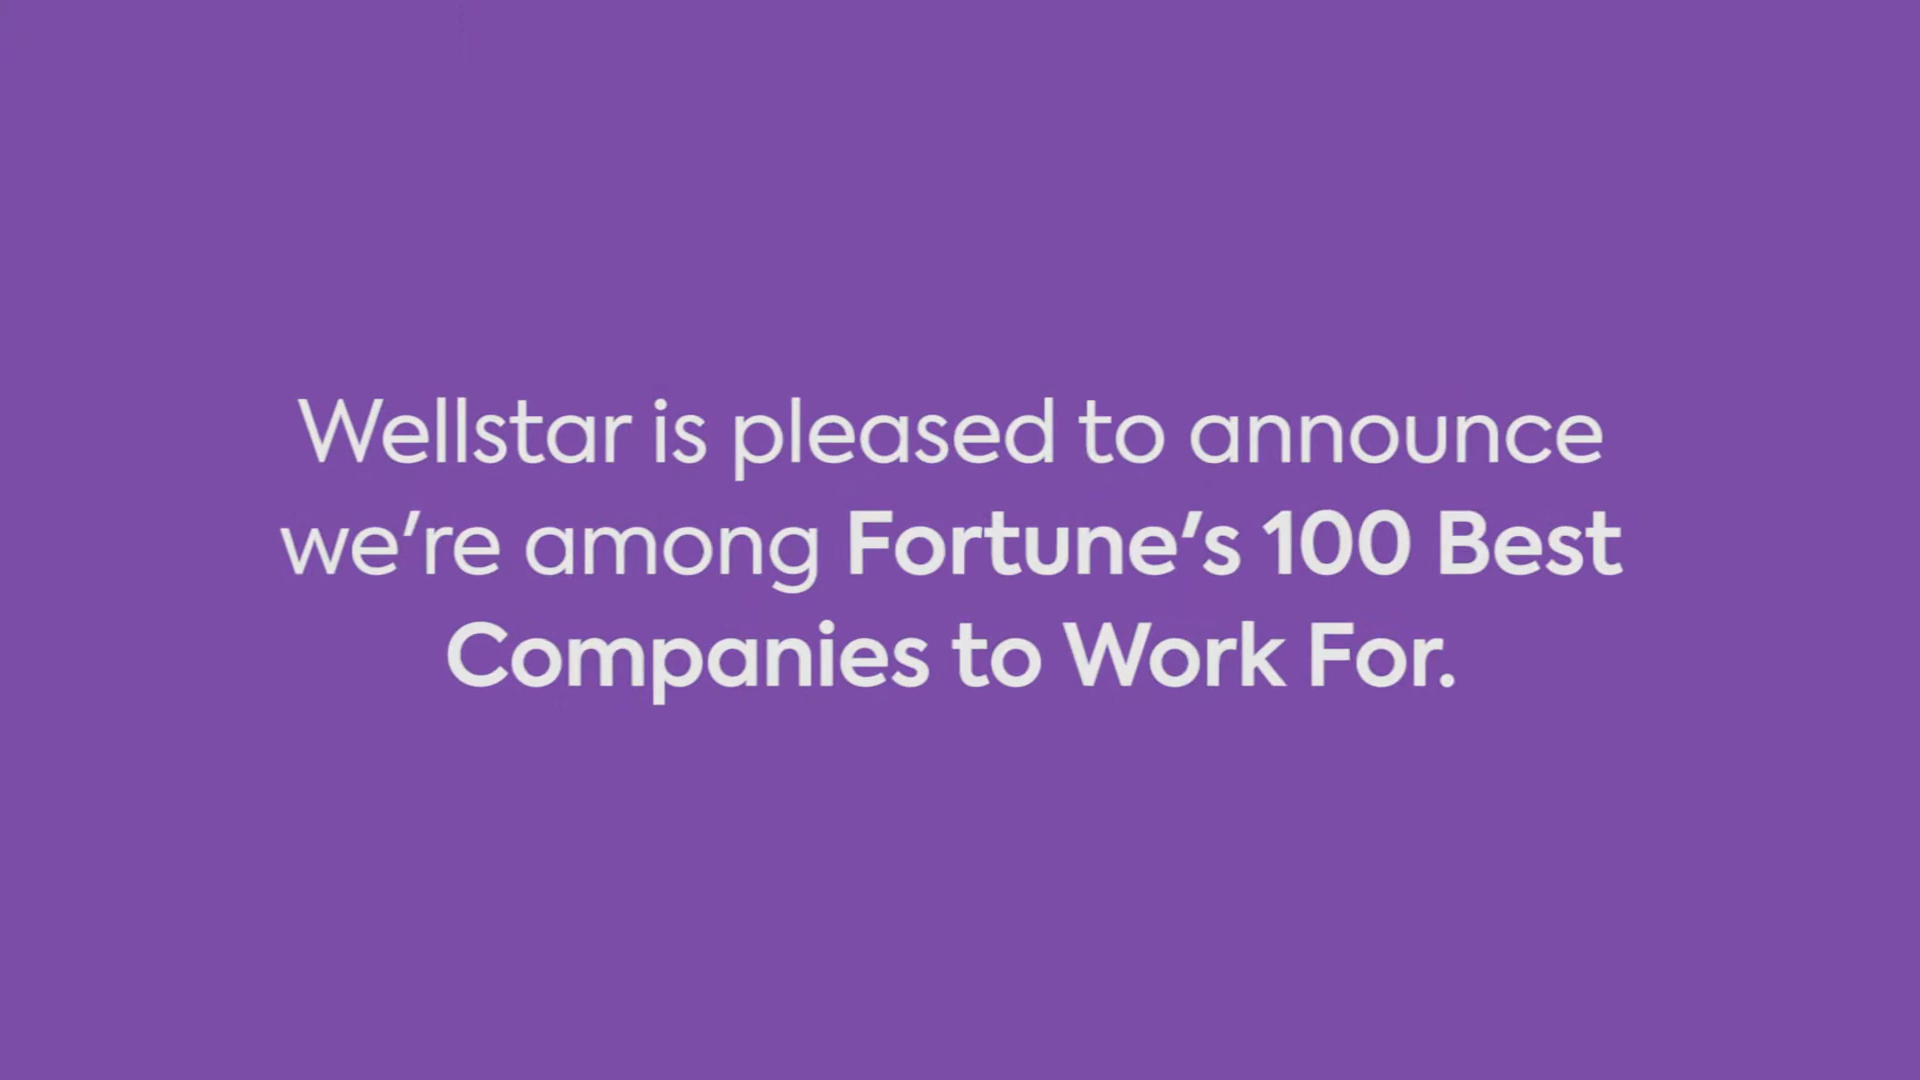 Wellstar is pleased to announce
we’re among Fortune’s 100 Best
Companies to Work For.